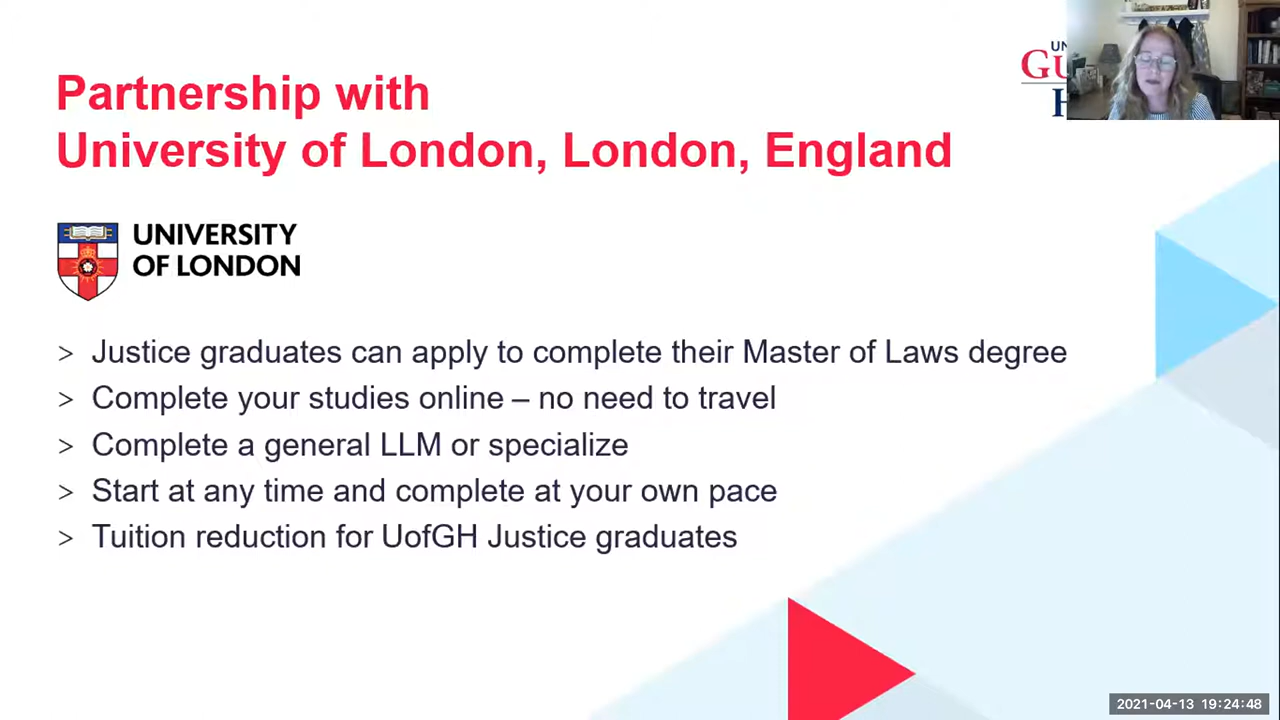 Partnership with
University of London, London, England
UNIVERSITY
OF LONDON
> Justice graduates can apply to complete their Master of Laws degree
> Complete your studies online – no need to travel
> Complete a general LLM or specialize
> Start at any time and complete at your own pace
> Tuition reduction for UofGH Justice graduates
2021-04-13 19:24:48